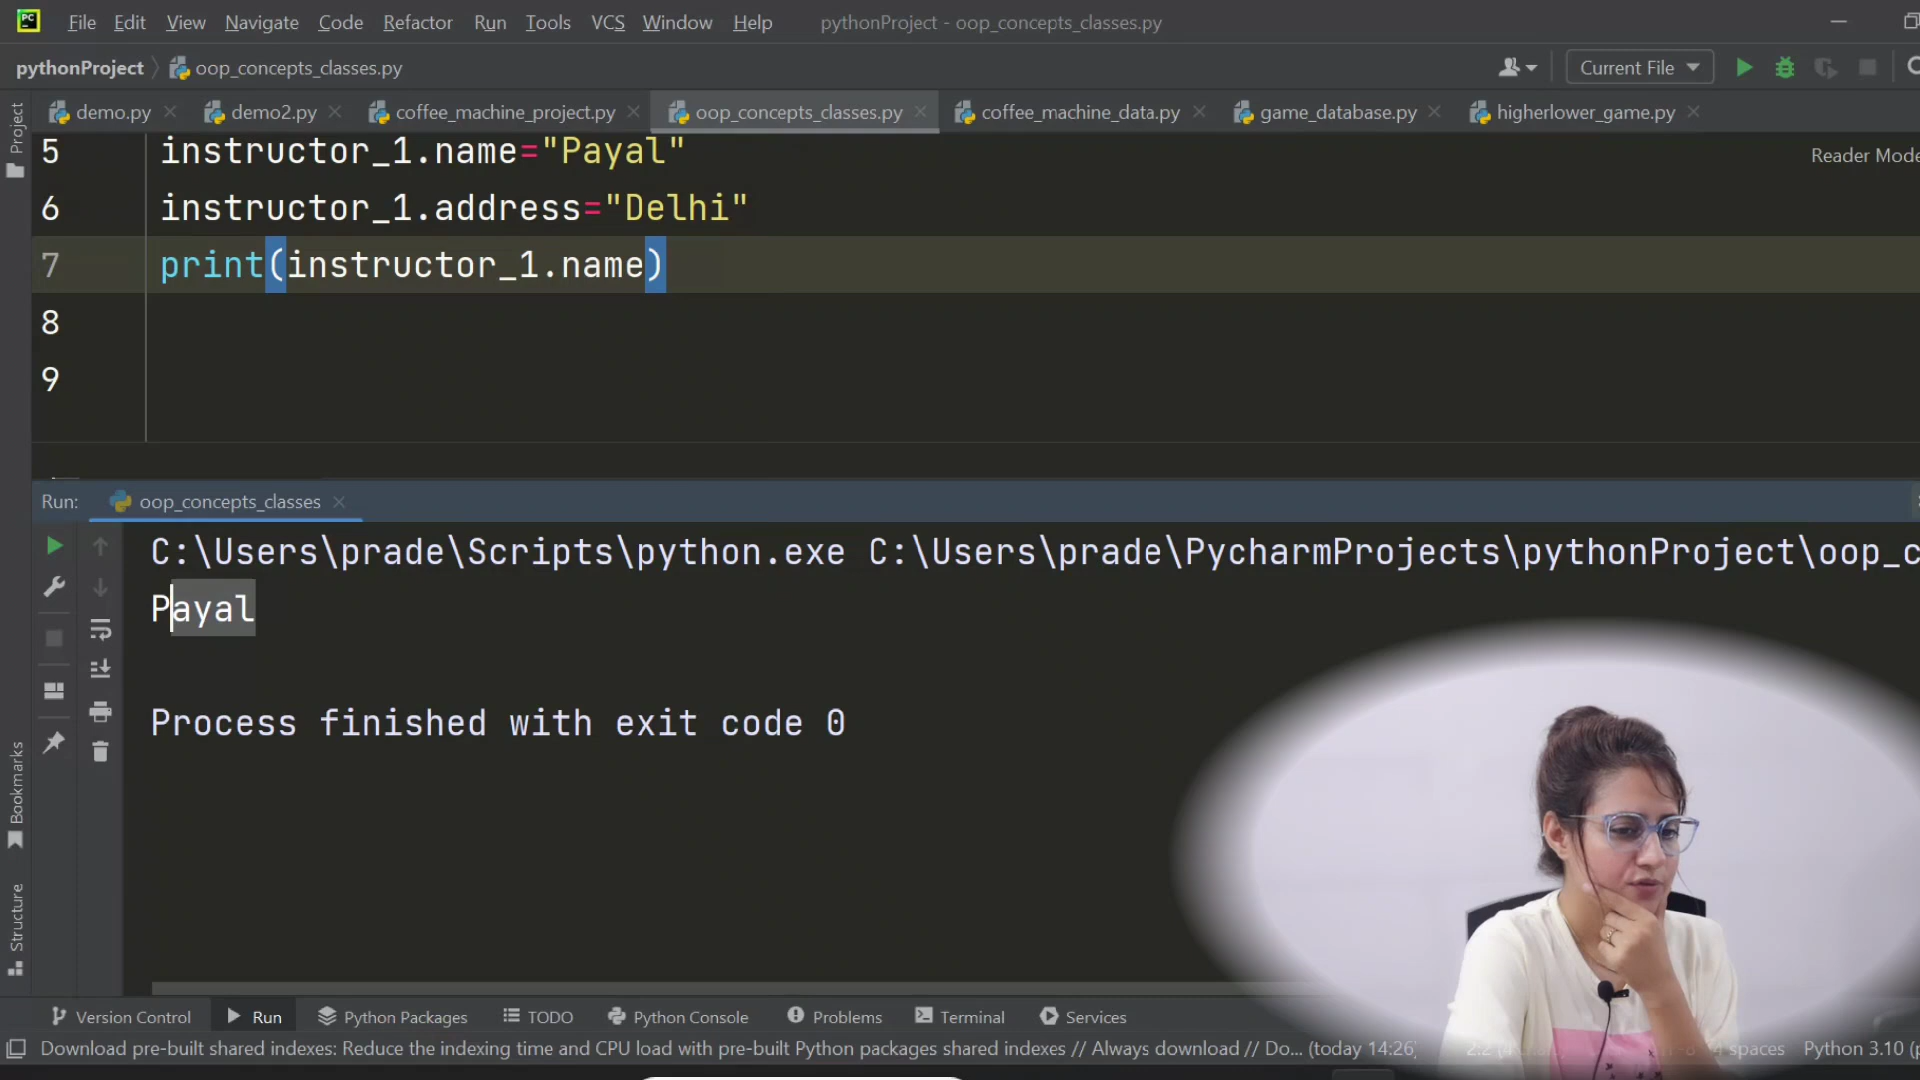 PC File Edit View Navigate Code Refactor Run Tools VCS Window Help pythonProject - oop_concepts_classes.py
pythonProject oop_concepts_classes.py Current File
demo.py demo2.py coffee_machine_project.py oop_concepts_classes.py coffee_machine_data.py game_database.py higherlower_game.py
Project
5 instructor_1.name="Payal"
Reader Mode
6 instructor_1.address="Delhi"
7 print(instructor_1.name)
8
9
Run: oop_concepts_classes
C:\Users\prade\Scripts\python.exe C:\Users\prade\PycharmProjects\pythonProject\oop_c
Payal
Process finished with exit code 0
Bookmarks
Structure
Version Control Run Python Packages TODO Python Console Problems Terminal Services
Download pre-built shared indexes: Reduce the indexing time and CPU load with pre-built Python packages shared indexes // Always download // Do... (today 14:26) spaces Python 3.10 (p